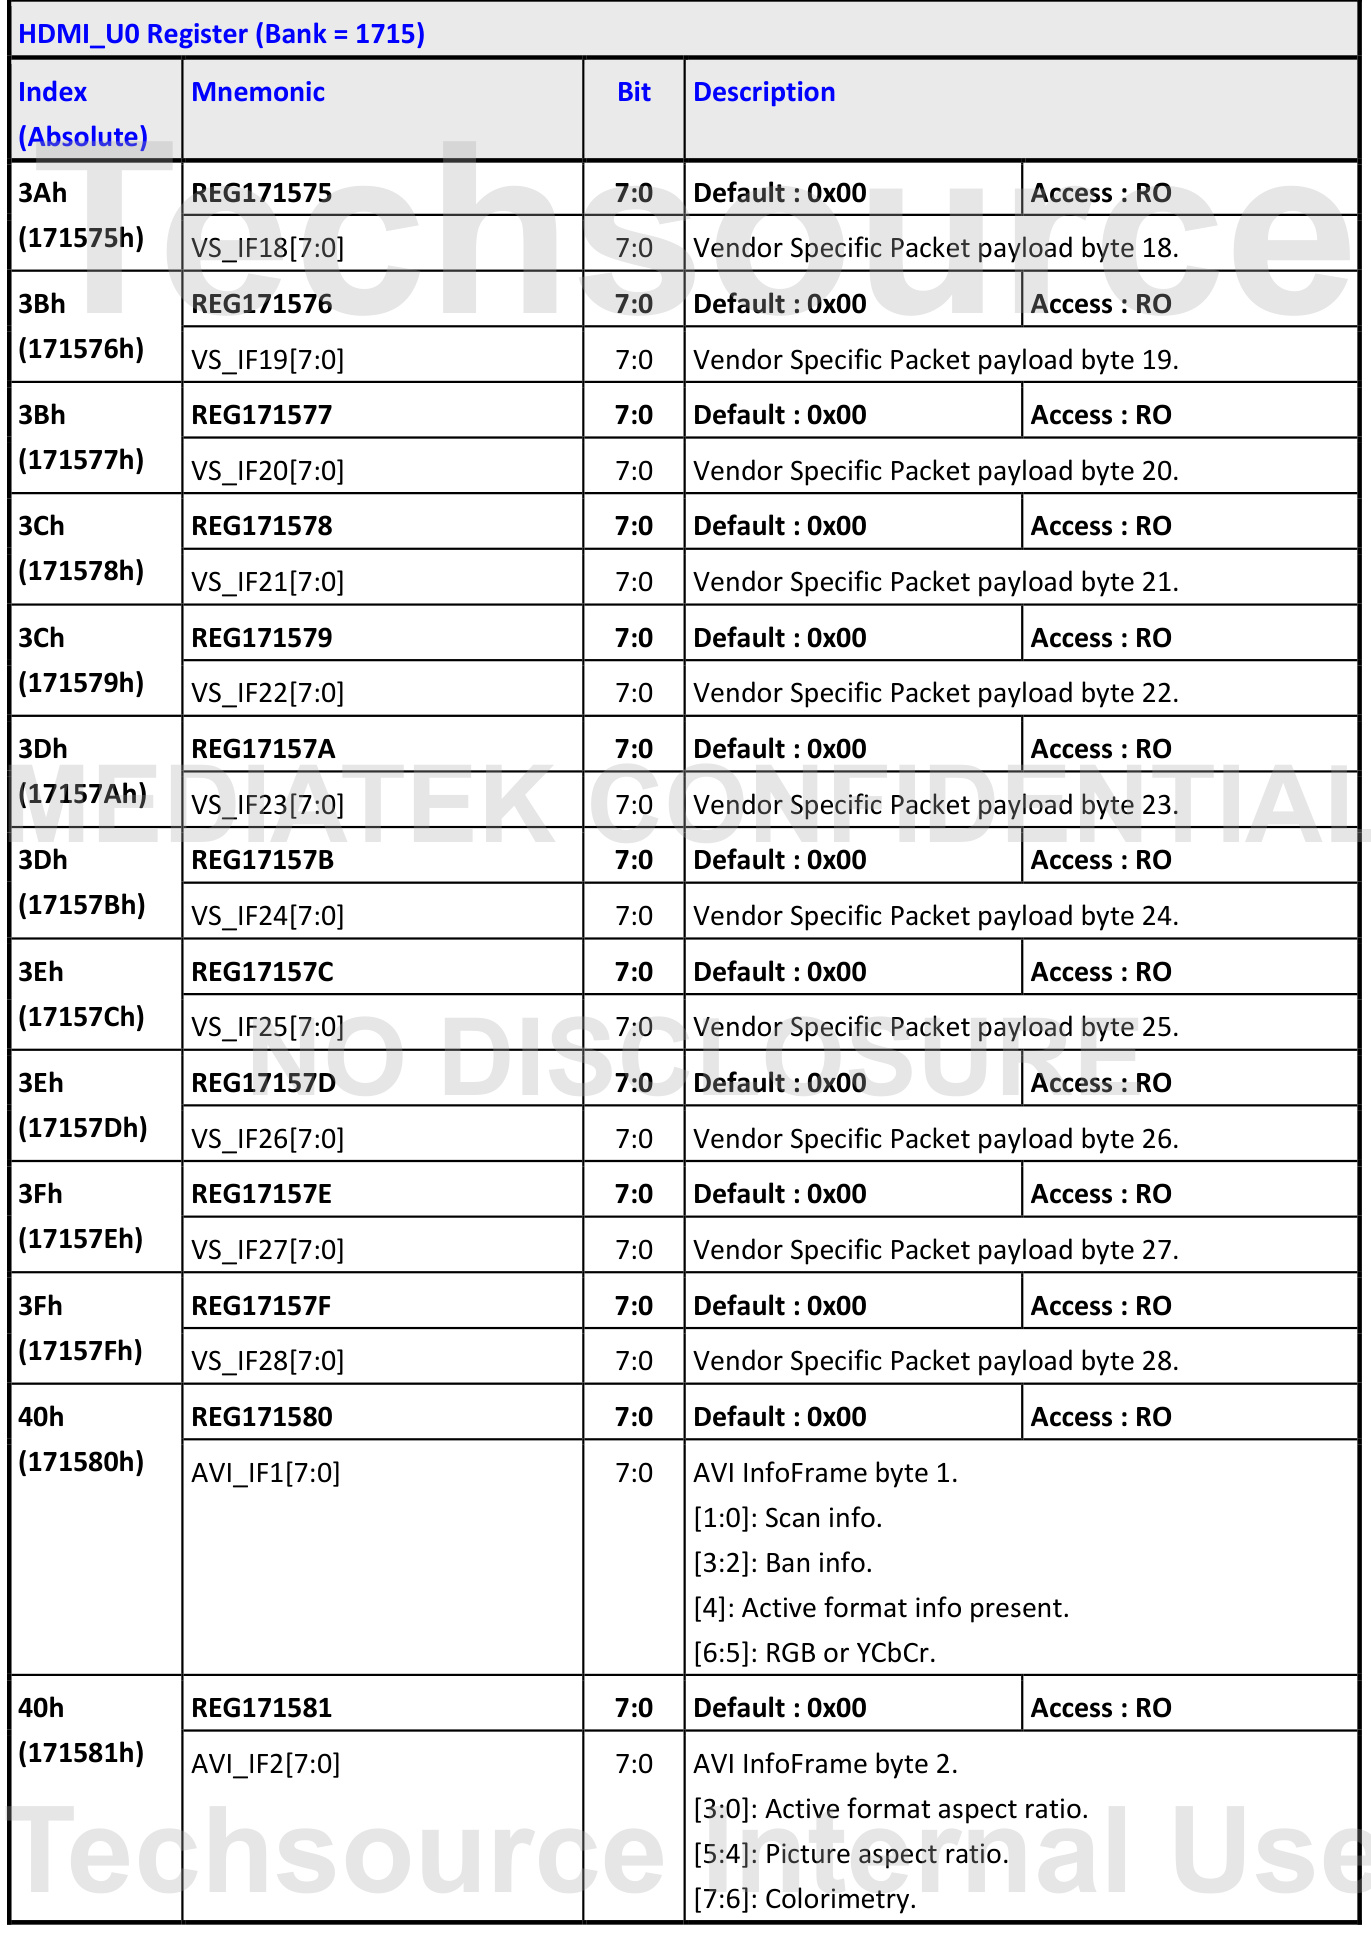 HDMI_U0 Register (Bank = 1715)
Index Mnemonic Bit Description
(Absolute)
3Ah REG171575 7:0 Default : 0x00 Access : RO
(171575h) VS_IF18[7:0] 7:0 Vendor Specific Packet payload byte 18.
Techsource
3Bh REG171576 7:0 Default : 0x00 Access : RO
(171576h) VS_IF19[7:0] 7:0 Vendor Specific Packet payload byte 19.
3Bh REG171577 7:0 Default : 0x00 Access : RO
(171577h) VS_IF20[7:0] 7:0 Vendor Specific Packet payload byte 20.
3Ch REG171578 7:0 Default : 0x00 Access : RO
(171578h) VS_IF21[7:0] 7:0 Vendor Specific Packet payload byte 21.
3Ch REG171579 7:0 Default : 0x00 Access : RO
(171579h) VS_IF22[7:0] 7:0 Vendor Specific Packet payload byte 22.
3Dh REG17157A 7:0 Default : 0x00 Access : RO
(17157Ah) VS_IF23[7:0] 7:0 Vendor Specific Packet payload byte 23.
MEDIATEK CONFIDENTIAL
3Dh REG17157B 7:0 Default : 0x00 Access : RO
(17157Bh) VS_IF24[7:0] 7:0 Vendor Specific Packet payload byte 24.
3Eh REG17157C 7:0 Default : 0x00 Access : RO
(17157Ch) VS_IF25[7:0] 7:0 Vendor Specific Packet payload byte 25.
NO DISCLOSURE
3Eh REG17157D 7:0 Default : 0x00 Access : RO
(17157Dh) VS_IF26[7:0] 7:0 Vendor Specific Packet payload byte 26.
3Fh REG17157E 7:0 Default : 0x00 Access : RO
(17157Eh) VS_IF27[7:0] 7:0 Vendor Specific Packet payload byte 27.
3Fh REG17157F 7:0 Default : 0x00 Access : RO
(17157Fh) VS_IF28[7:0] 7:0 Vendor Specific Packet payload byte 28.
40h REG171580 7:0 Default : 0x00 Access : RO
(171580h) AVI_IF1[7:0] 7:0 AVI InfoFrame byte 1.
[1:0]: Scan info.
[3:2]: Ban info.
[4]: Active format info present.
[6:5]: RGB or YCbCr.
40h REG171581 7:0 Default : 0x00 Access : RO
(171581h) AVI_IF2[7:0] 7:0 AVI InfoFrame byte 2.
[3:0]: Active format aspect ratio.
[5:4]: Picture aspect ratio.
[7:6]: Colorimetry.
Techsource Internal Use